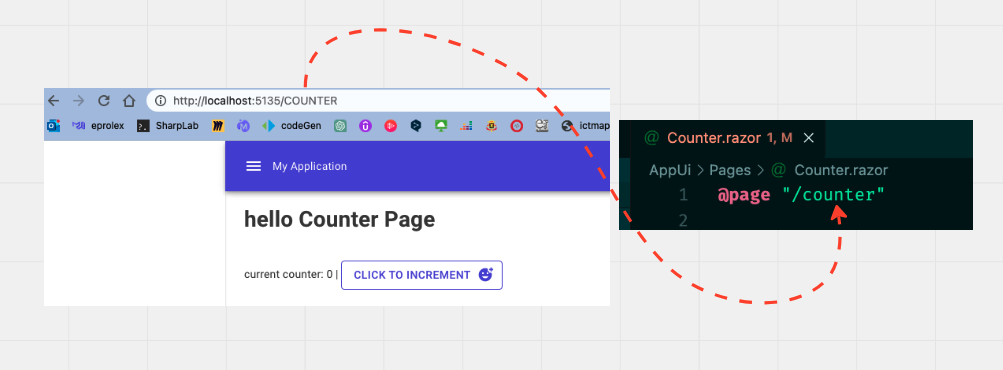 http://localhost:5135/COUNTER
eprolex SharpLab codeGen ictmap
My Application
hello Counter Page
current counter: 0 | CLICK TO INCREMENT
@ Counter.razor 1, M
AppUi > Pages > @ Counter.razor
1 @page "/counter"
2